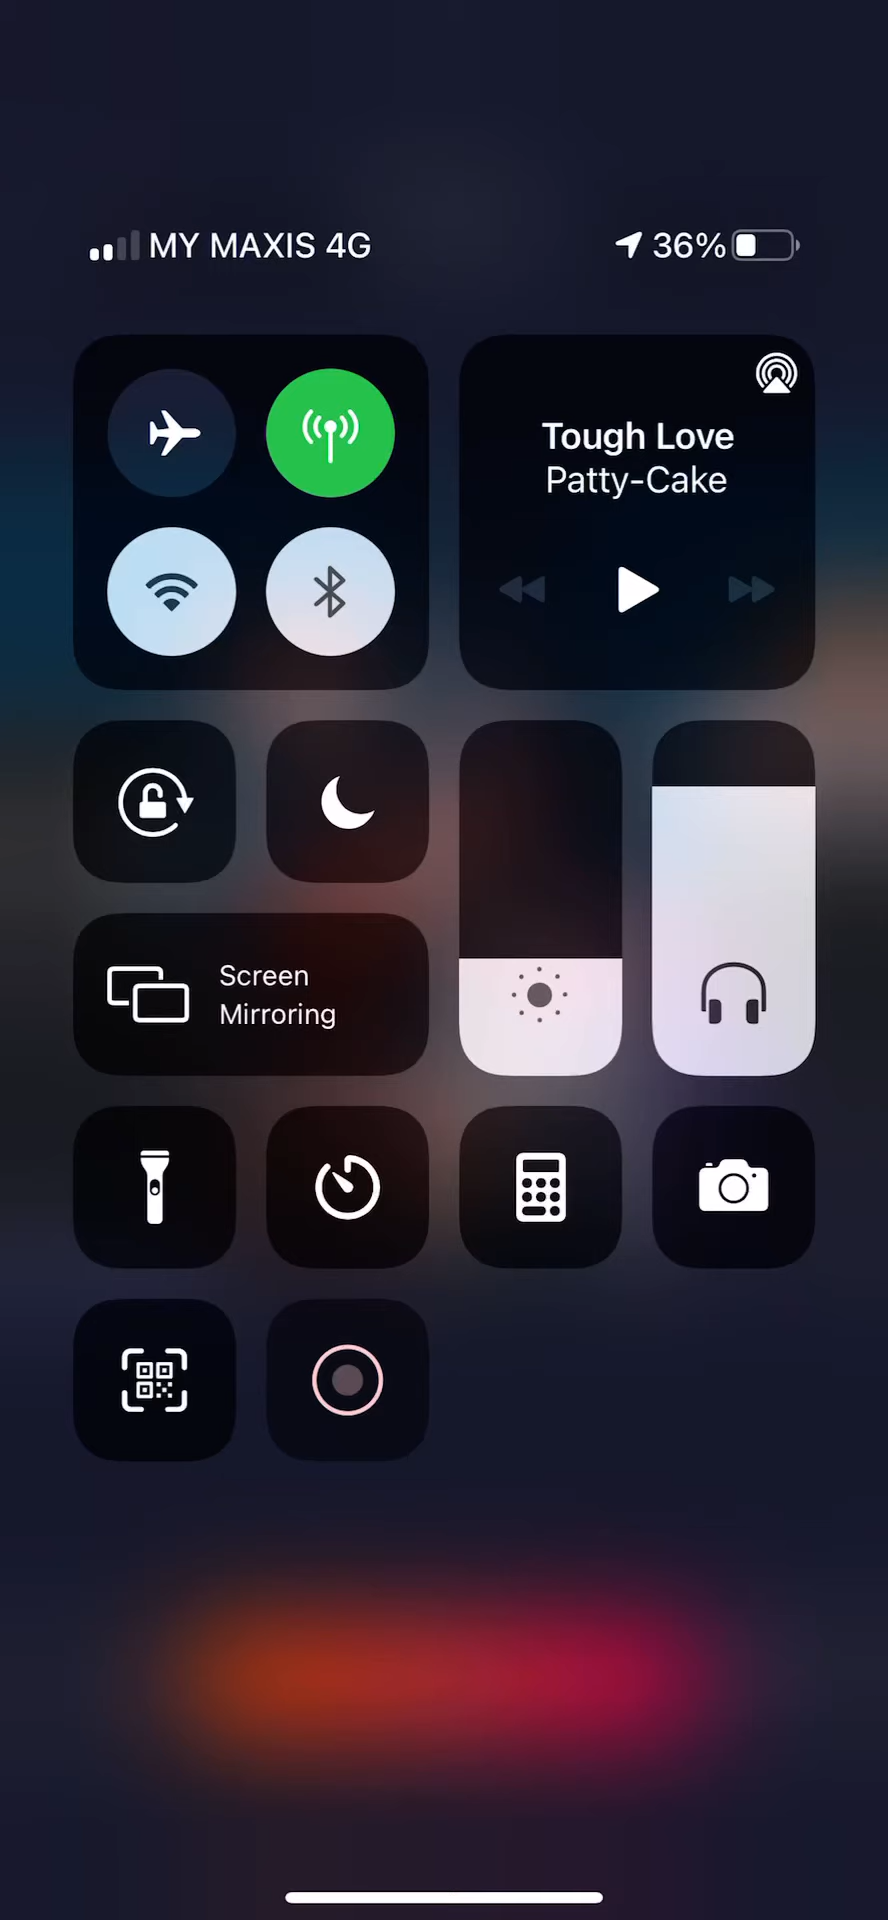 MY MAXIS 4G 36%
Tough Love
Patty-Cake
Screen
Mirroring